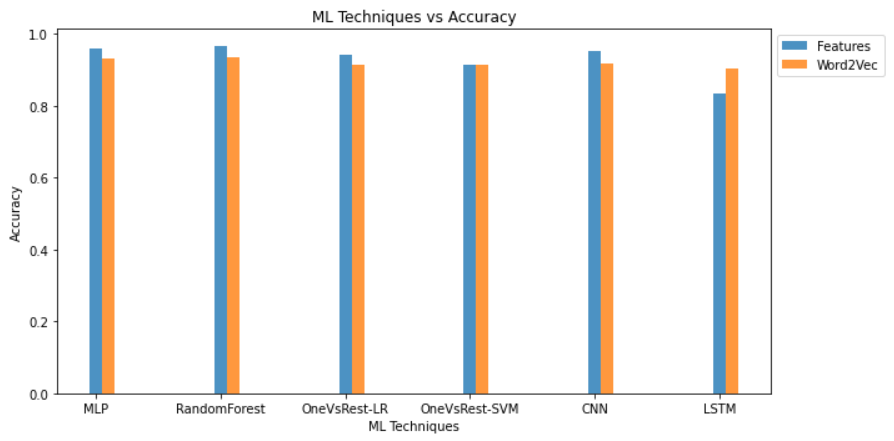 ML Techniques vs Accuracy
Features
Word2Vec
Accuracy
1.0
0.8
0.6
0.4
0.2
0.0
MLP RandomForest OneVsRest-LR OneVsRest-SVM CNN LSTM
ML Techniques